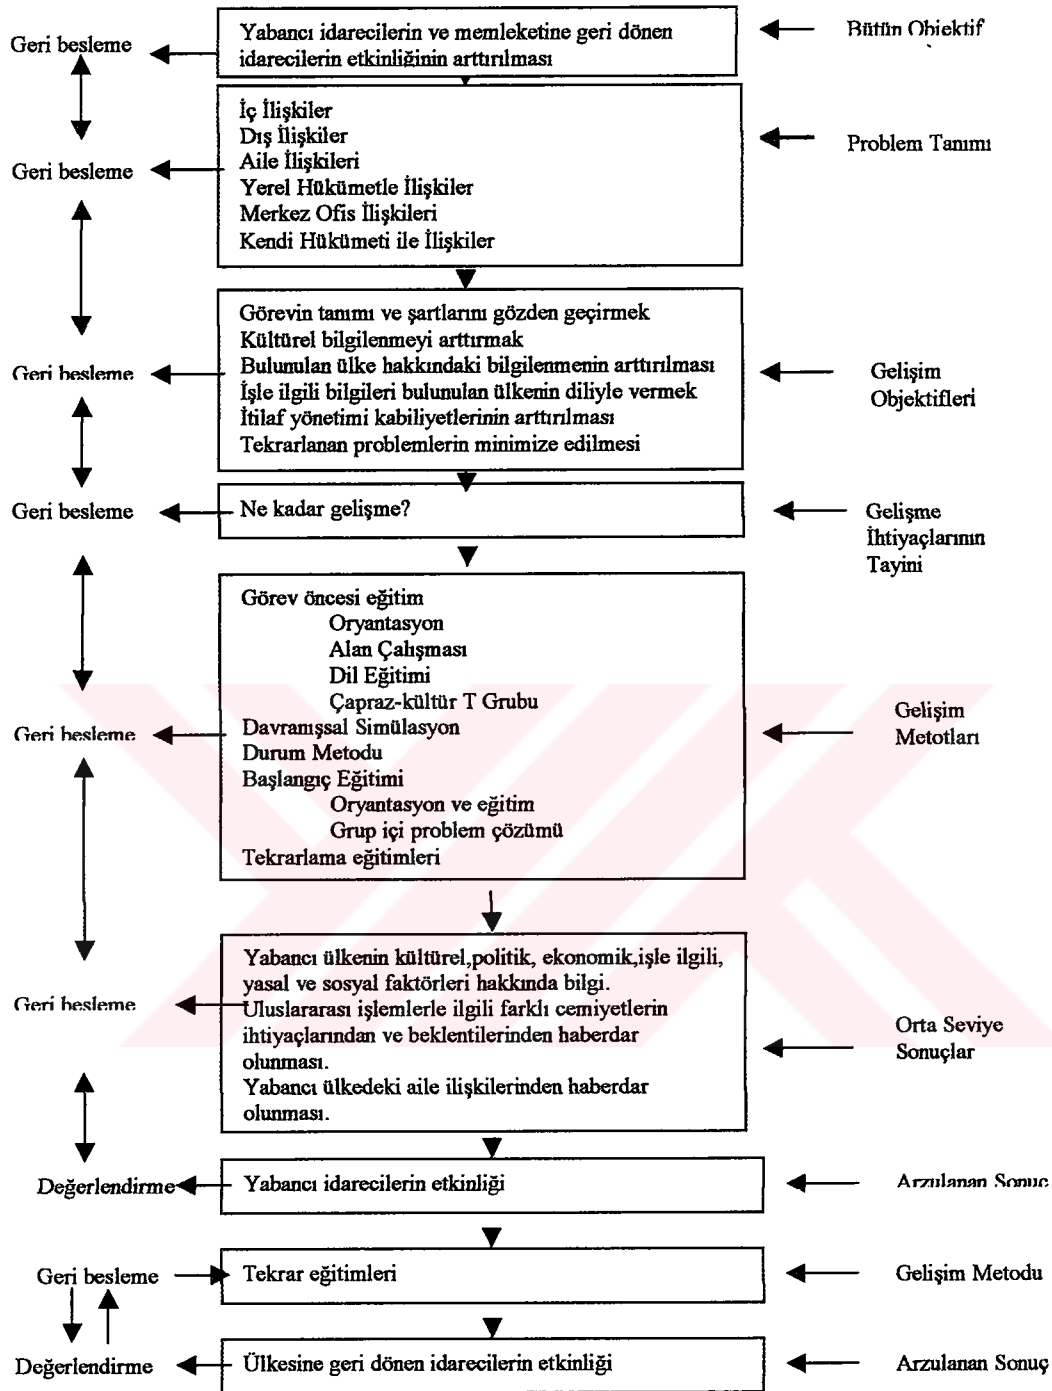 Geri besleme
Yabancı idarecilerin ve memleketine geri dönen
idarecilerin etkinliğinin arttırılması
Bütün Objektif
İç İlişkiler
Dış İlişkiler
Aile İlişkileri
Yerel Hükümetle İlişkiler
Merkez Ofis İlişkileri
Kendi Hükümeti ile İlişkiler
Geri besleme
Problem Tanımı
Görevin tanımı ve şartlarını gözden geçirmek
Kültürel bilgilenmeyi arttırmak
Bulunulan ülke hakkındaki bilgilenmenin arttırılması
İşle ilgili bilgileri bulunulan ülkenin diliyle vermek
İtilaf yönetimi kabiliyetlerinin arttırılması
Tekrarlanan problemlerin minimize edilmesi
Geri besleme
Gelişim
Objektifleri
Geri besleme
Ne kadar gelişme?
Gelişme
İhtiyaçlarının
Tayini
Görev öncesi eğitim
Oryantasyon
Alan Çalışması
Dil Eğitimi
Çapraz-kültür T Grubu
Davranışsal Simülasyon
Durum Metodu
Başlangıç Eğitimi
Oryantasyon ve eğitim
Grup içi problem çözümü
Tekrarlama eğitimleri
Geri besleme
Gelişim
Metotları
Yabancı ülkenin kültürel,politik, ekonomik,işle ilgili,
yasal ve sosyal faktörleri hakkında bilgi.
Uluslararası işlemlerle ilgili farklı cemiyetlerin
ihtiyaçlarından ve beklentilerinden haberdar
olunması.
Yabancı ülkedeki aile ilişkilerinden haberdar
olunması.
Geri besleme
Orta Seviye
Sonuçlar
Değerlendirme
Yabancı idarecilerin etkinliği
Arzulanan Sonuç
Geri besleme
Tekrar eğitimleri
Gelişim Metodu
Değerlendirme
Ülkesine geri dönen idarecilerin etkinliği
Arzulanan Sonuç